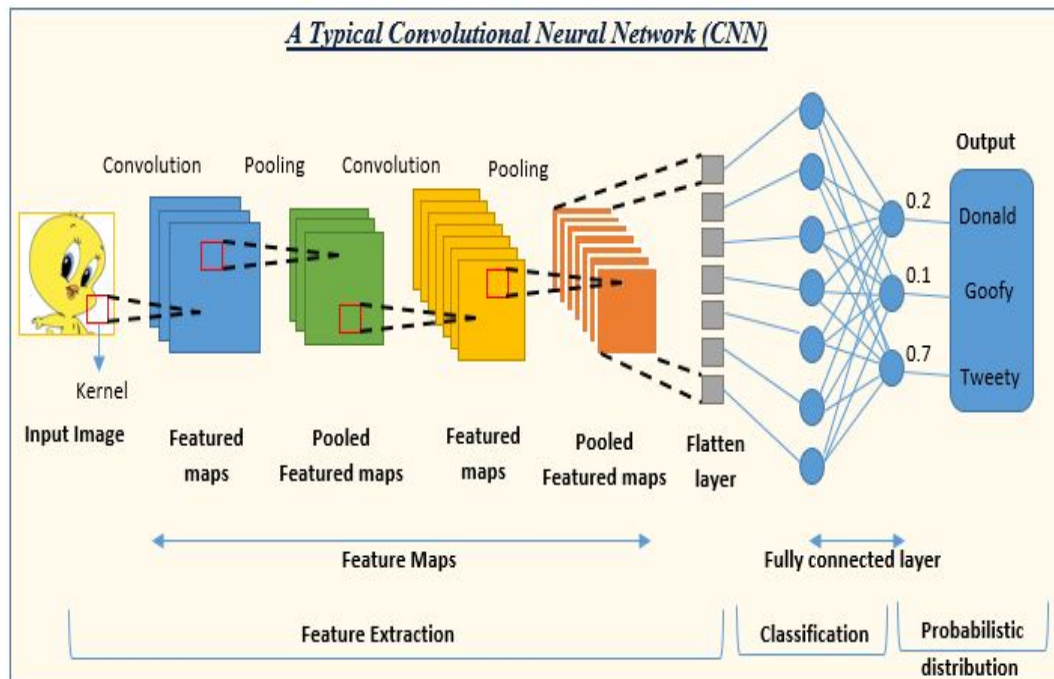 A Typical Convolutional Neural Network (CNN)
Convolution
Pooling
Convolution
Pooling
Output
0.2
Donald
0.1
Goofy
0.7
Tweety
Kernel
Input Image
Featured
maps
Pooled
Featured maps
Featured
maps
Pooled
Featured maps
Flatten
layer
Feature Maps
Fully connected layer
Feature Extraction
Classification
Probabilistic
distribution